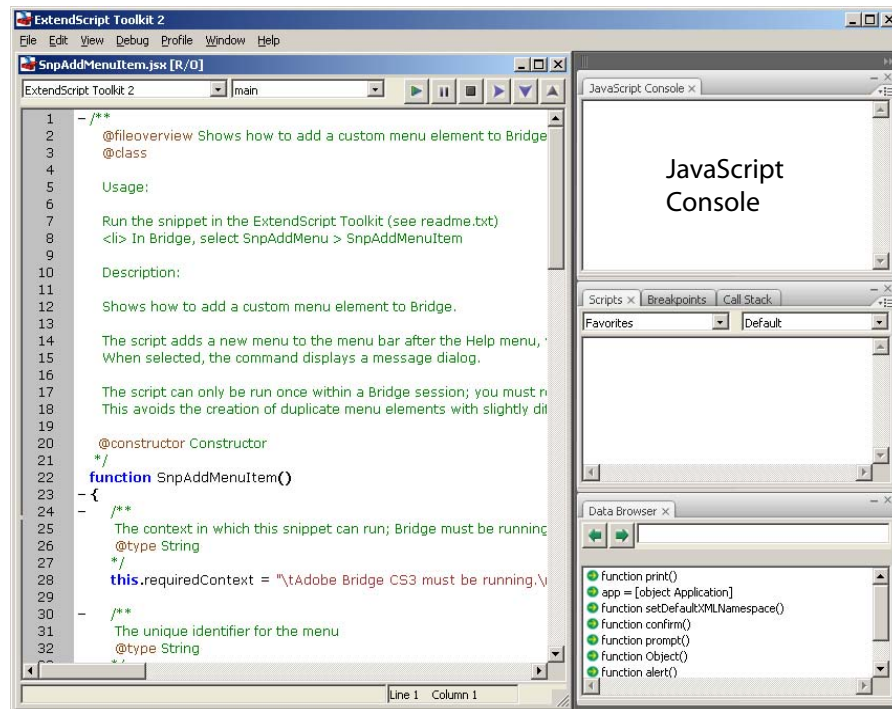 ExtendScript Toolkit 2
File Edit View Debug Profile Window Help
SnpAddMenuItem.jsx [R/O]
ExtendScript Toolkit 2 main
1 /**
2 @fileoverview Shows how to add a custom menu element to Bridge
3 @class
4
5 Usage:
6
7 Run the snippet in the ExtendScript Toolkit (see readme.txt)
8 <li> In Bridge, select SnpAddMenu > SnpAddMenuItem
9
10 Description:
11
12 Shows how to add a custom menu element to Bridge.
13
14 The script adds a new menu to the menu bar after the Help menu,
15 When selected, the command displays a message dialog.
16
17 The script can only be run once within a Bridge session; you must
18 This avoids the creation of duplicate menu elements with slightly
19
20 @constructor Constructor
21 */
22 function SnpAddMenuItem()
23 {
24 /**
25 The context in which this snippet can run; Bridge must be running
26 @type String
27 */
28 this.requiredContext = "\tAdobe Bridge CS3 must be running.\
29
30 /**
31 The unique identifier for the menu
32 @type String
Line 1 Column 1
JavaScript Console
JavaScript
Console
Scripts Breakpoints Call Stack
Favorites Default
Data Browser
function print()
app = [object Application]
function setDefaultXMLNamespace()
function confirm()
function prompt()
function Object()
function alert()